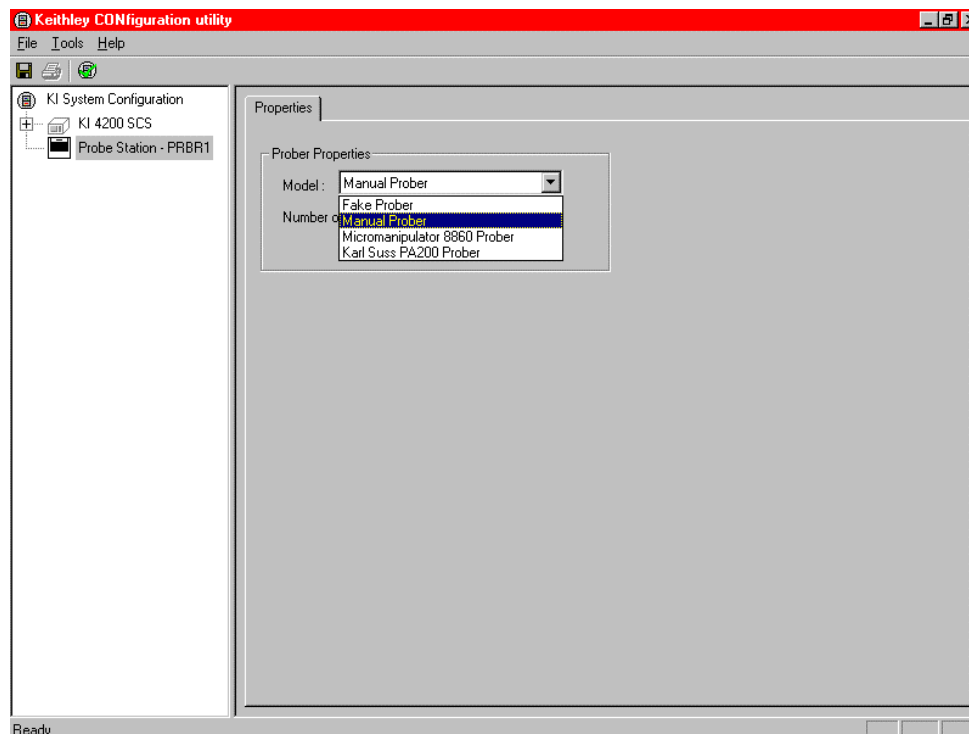 Keithley CONfiguration utility
File Tools Help
KI System Configuration
KI 4200 SCS
Probe Station - PRBR1
Properties
Prober Properties
Model : Manual Prober
Number o
Fake Prober
Manual Prober
Micromanipulator 8860 Prober
Karl Suss PA200 Prober
Ready